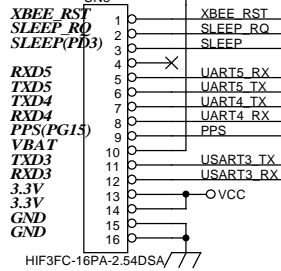 XBEE_RST 1 XBEE_RST
SLEEP_RQ 2 SLEEP_RQ
SLEEP(PD3) 3 SLEEP
4
RXD5 5 UART5_RX
TXD5 6 UART5_TX
TXD4 7 UART4_TX
RXD4 8 UART4_RX
PPS(PG15) 9 PPS
VBAT 10
TXD3 11 USART3_TX
RXD3 12 USART3_RX
3.3V 13 VCC
3.3V 14
GND 15
GND 16
HIF3FC-16PA-2.54DSA